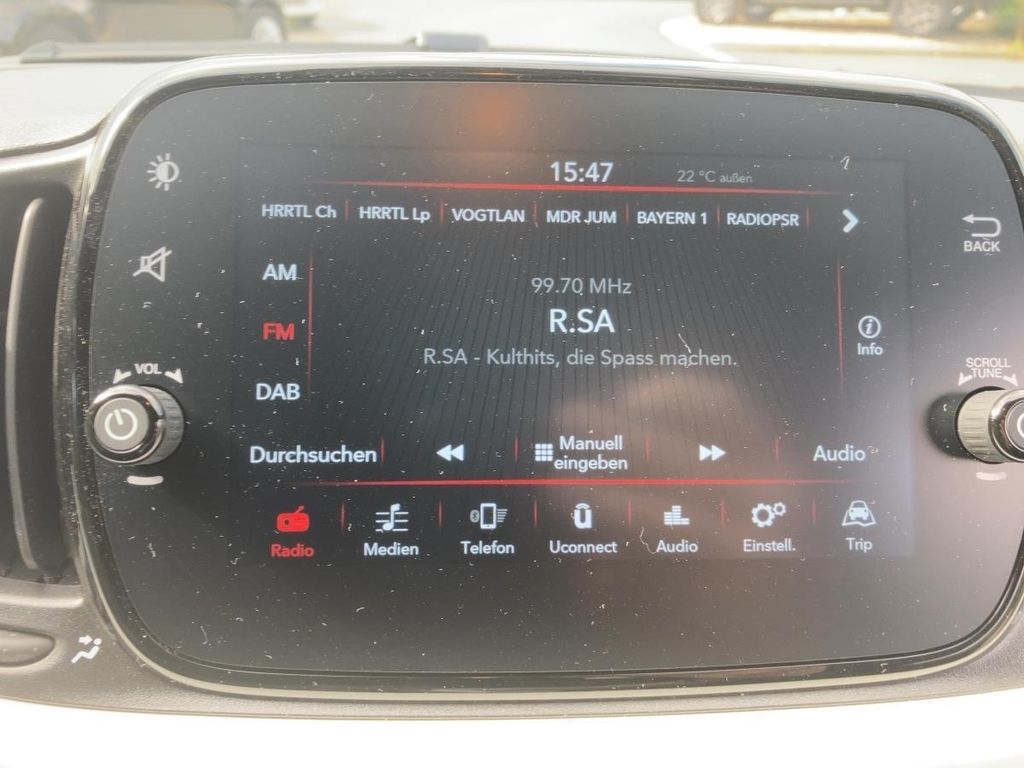 15:47 22 °C außen
HRRTL Ch HRRTL Lp VOGTLAN MDR JUM BAYERN 1 RADIOPSR
BACK
AM
99.70 MHz
FM
R.SA
Info
R.SA - Kulthits, die Spass machen.
VOL
SCROLL
TUNE
DAB
Durchsuchen
Manuell
eingeben
Audio
Radio Medien Telefon Uconnect Audio Einstell. Trip